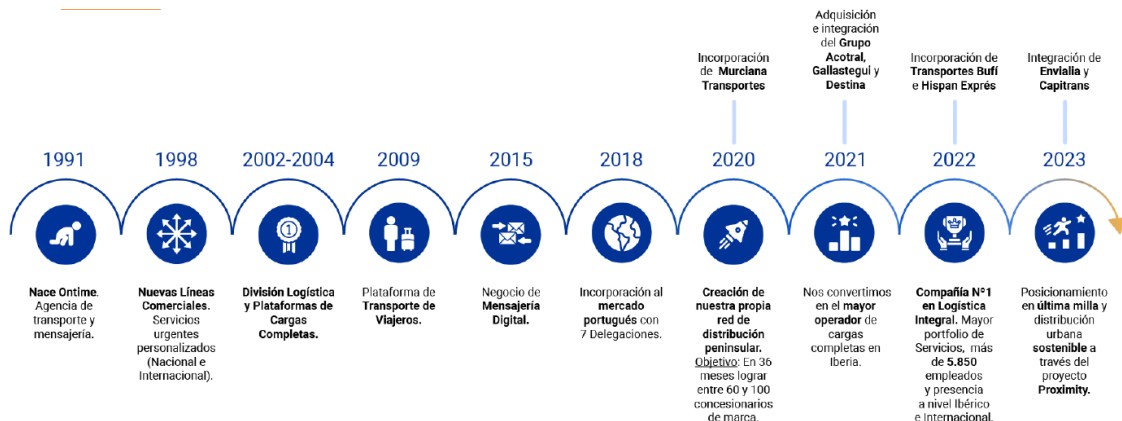 Incorporación
de Murciana
Transportes
Adquisición
e integración
del Grupo
Acotral,
Gallastegui y
Destina
Incorporación de
Transportes Bufí
e Hispan Exprés
Integración de
Envialia y
Capitrans
1991
1998
2002-2004
2009
2015
2018
2020
2021
2022
2023
1
Nace Ontime.
Agencia de
transporte y
mensajería.
Nuevas Líneas
Comerciales.
Servicios
urgentes
personalizados
(Nacional e
Internacional).
División Logística
y Plataformas de
Cargas
Completas.
Plataforma de
Transporte de
Viajeros.
Negocio de
Mensajería
Digital.
Incorporación al
mercado
portugués con
7 Delegaciones.
Creación de
nuestra propia
red de
distribución
peninsular.
Objetivo: En 36
meses lograr
entre 60 y 100
concesionarios
de marca.
Nos convertimos
en el mayor
operador de
cargas
completas en
Iberia.
Compañía Nº1
en Logística
Integral. Mayor
portfolio de
Servicios, más
de 5.850
empleados
y presencia
a nivel Ibérico
e Internacional.
Posicionamiento
en última milla y
distribución
urbana
sostenible a
través del
proyecto
Proximity.